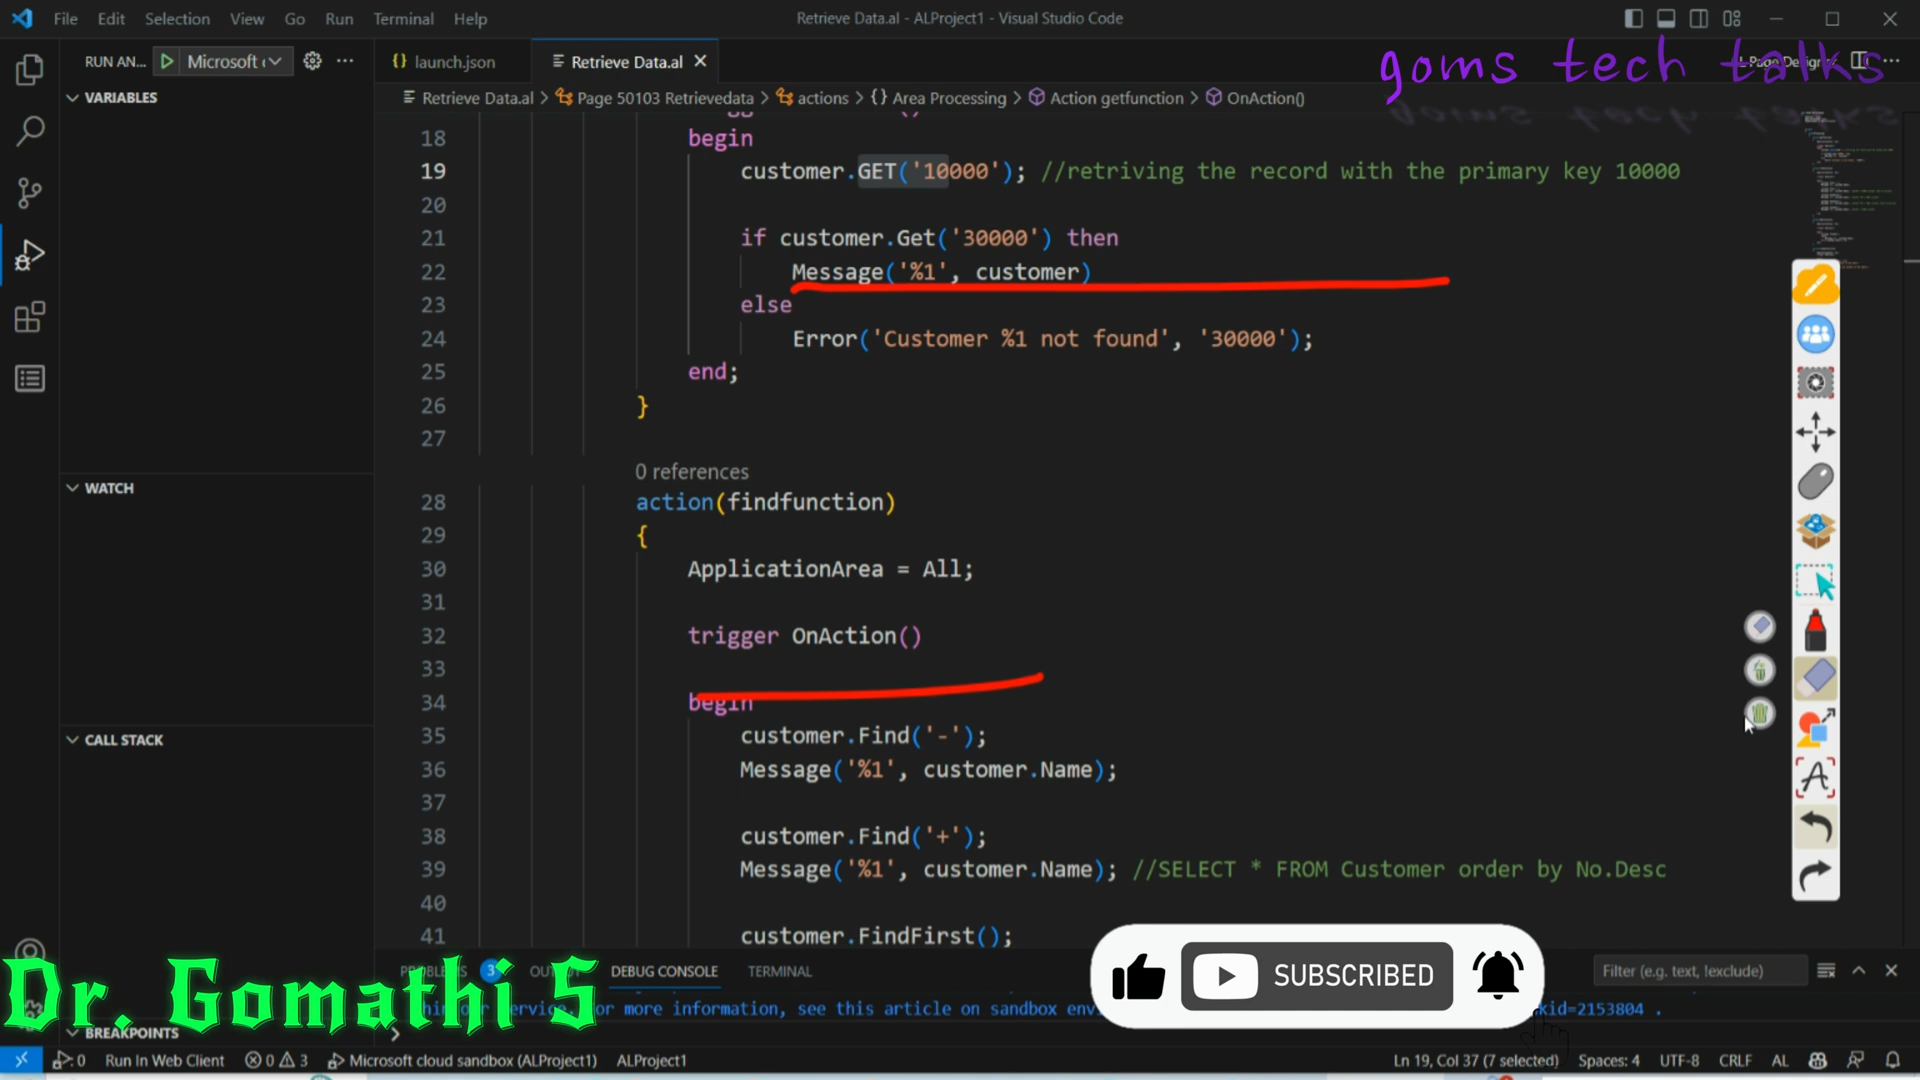 File Edit Selection View Go Run Terminal Help
Retrieve Data.al - ALProject1 - Visual Studio Code
RUN AN... Microsoft
launch.json
Retrieve Data.al
goms tech talks
VARIABLES
Retrieve Data.al > Page 50103 Retrievedata > actions > {} Area Processing > Action getfunction > OnAction()
18 begin
19 customer.GET('10000'); //retriving the record with the primary key 10000
20
21 if customer.Get('30000') then
22 Message('%1', customer)
23 else
24 Error('Customer %1 not found', '30000');
25 end;
26 }
27
0 references
28 action(findfunction)
29 {
30 ApplicationArea = All;
31
32 trigger OnAction()
33
34 begin
35 customer.Find('-');
36 Message('%1', customer.Name);
37
38 customer.Find('+');
39 Message('%1', customer.Name); //SELECT * FROM Customer order by No.Desc
40
41 customer.FindFirst();
WATCH
CALL STACK
SUBSCRIBED
3 DEBUG CONSOLE TERMINAL
Filter (e.g. text, !exclude)
Dr. Gomathi S
more information, see this article on sandbox
kid=2153804 .
BREAKPOINTS
0 Run In Web Client 0 3 Microsoft cloud sandbox (ALProject1) ALProject1
Ln 19, Col 37 (7 selected) Spaces: 4 UTF-8 CRLF AL